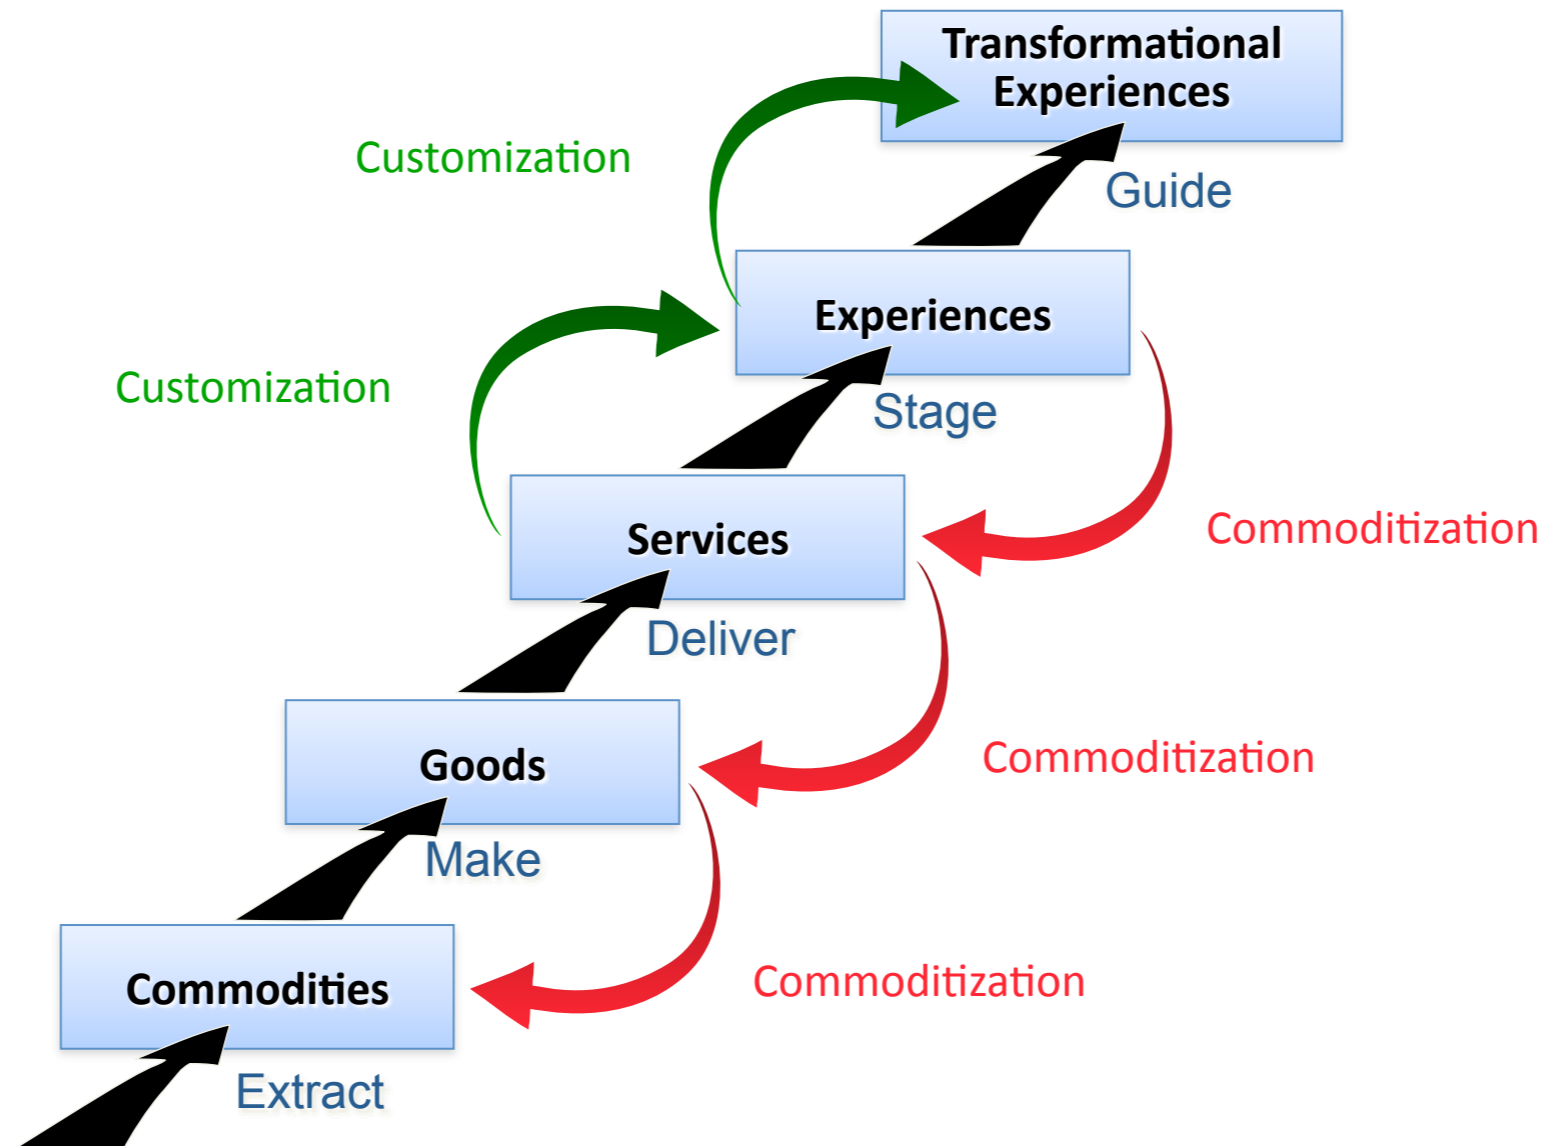 Transformational
Experiences
Customization
Guide
Experiences
Customization
Stage
Services
Commoditization
Deliver
Goods
Commoditization
Make
Commodities
Commoditization
Extract